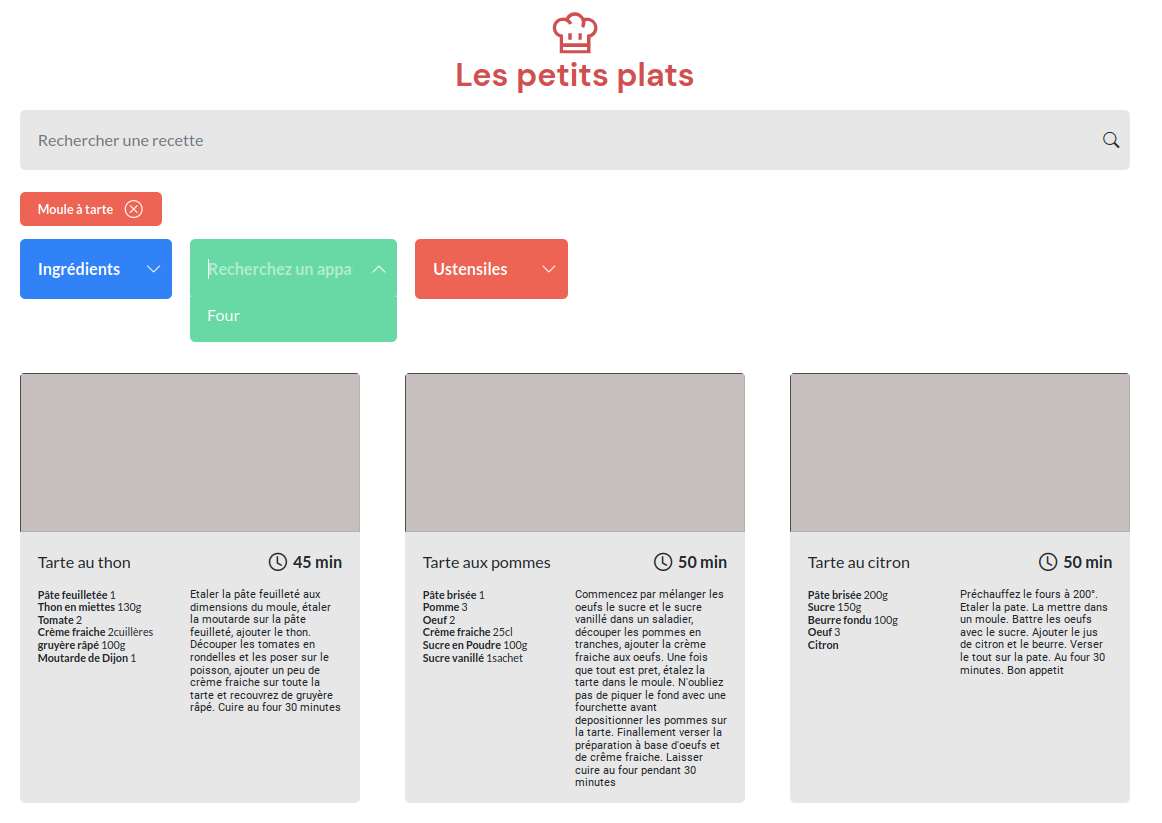 Les petits plats
Rechercher une recette
Moule à tarte
Ingrédients
Recherchez un appa
Ustensiles
Four
Tarte au thon
45 min
Pâte feuilletée 1
Thon en miettes 130g
Tomate 2
Crème fraiche 2cuillères
gruyère râpé 100g
Moutarde de Dijon 1
Etaler la pâte feuilleté aux
dimensions du moule, étaler
la moutarde sur la pâte
feuilleté, ajouter le thon.
Découper les tomates en
rondelles et les poser sur le
poisson, ajouter un peu de
crème fraiche sur toute la
tarte et recouvrez de gruyère
râpé. Cuire au four 30 minutes
Tarte aux pommes
50 min
Pâte brisée 1
Pomme 3
Oeuf 2
Crème fraiche 25cl
Sucre en Poudre 100g
Sucre vanillé 1sachet
Commencez par mélanger les
oeufs le sucre et le sucre
vanillé dans un saladier,
découper les pommes en
tranches, ajouter la crème
fraiche aux oeufs. Une fois
que tout est pret, étalez la
tarte dans le moule. N'oubliez
pas de piquer le fond avec une
fourchette avant
depositionner les pommes sur
la tarte. Finallement verser la
préparation à base d'oeufs et
de crême fraiche. Laisser
cuire au four pendant 30
minutes
Tarte au citron
50 min
Pâte brisée 200g
Sucre 150g
Beurre fondu 100g
Oeuf 3
Citron
Préchauffez le fours à 200°.
Etaler la pate. La mettre dans
un moule. Battre les oeufs
avec le sucre. Ajouter le jus
de citron et le beurre. Verser
le tout sur la pate. Au four 30
minutes. Bon appetit